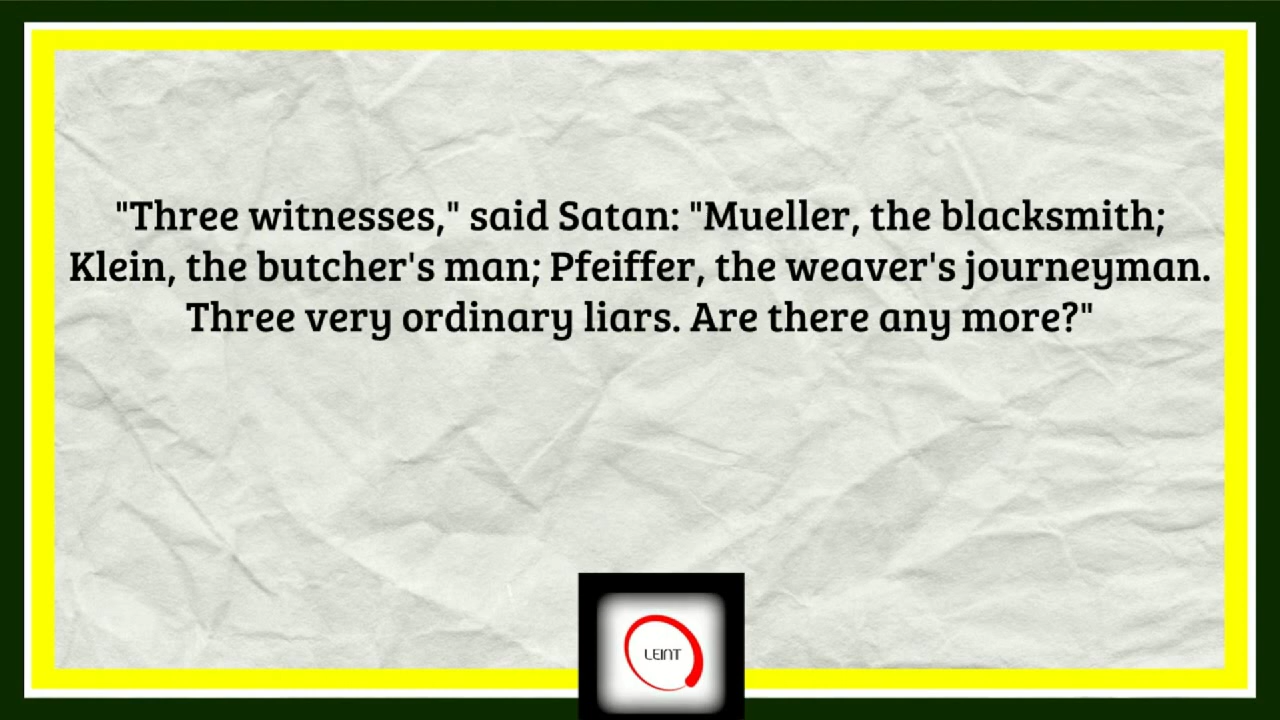 "Three witnesses," said Satan: "Mueller, the blacksmith;
Klein, the butcher's man; Pfeiffer, the weaver's journeyman.
Three very ordinary liars. Are there any more?"
LEINT